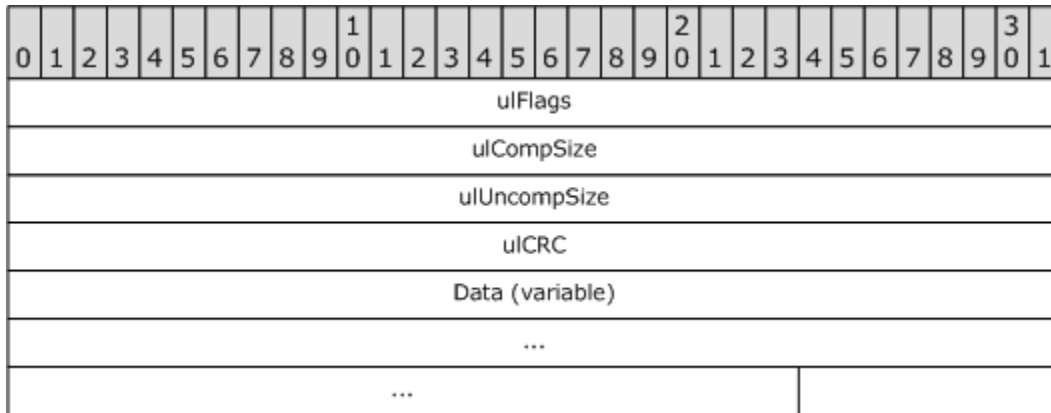 1 2 3
0 1 2 3 4 5 6 7 8 9 0 1 2 3 4 5 6 7 8 9 0 1 2 3 4 5 6 7 8 9 0 1
ulFlags
ulCompSize
ulUncompSize
ulCRC
Data (variable)
...
...